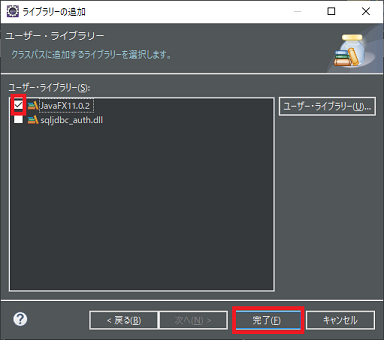 ライブラリーの追加
ユーザー・ライブラリー
クラスパスに追加するライブラリーを選択します。
ユーザー・ライブラリー(S):
JavaFX11.0.2
ユーザー・ライブラリー(U)...
sqljdbc_auth.dll
?
< 戻る(B)
次へ(N) >
完了(F)
キャンセル